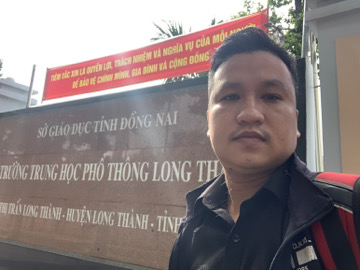 TIÊM VẮC XIN LÀ QUYỀN LỢI, TRÁCH NHIỆM VÀ NGHĨA VỤ CỦA MỖI NGƯỜI
ĐỂ BẢO VỆ CHÍNH MÌNH, GIA ĐÌNH VÀ CỘNG ĐỒNG
SỞ GIÁO DỤC TỈNH ĐỒNG NAI
TRƯỜNG TRUNG HỌC PHỔ THÔNG LONG TH
THỊ TRẤN LONG THÀNH - HUYỆN LONG THÀNH - TỈNH